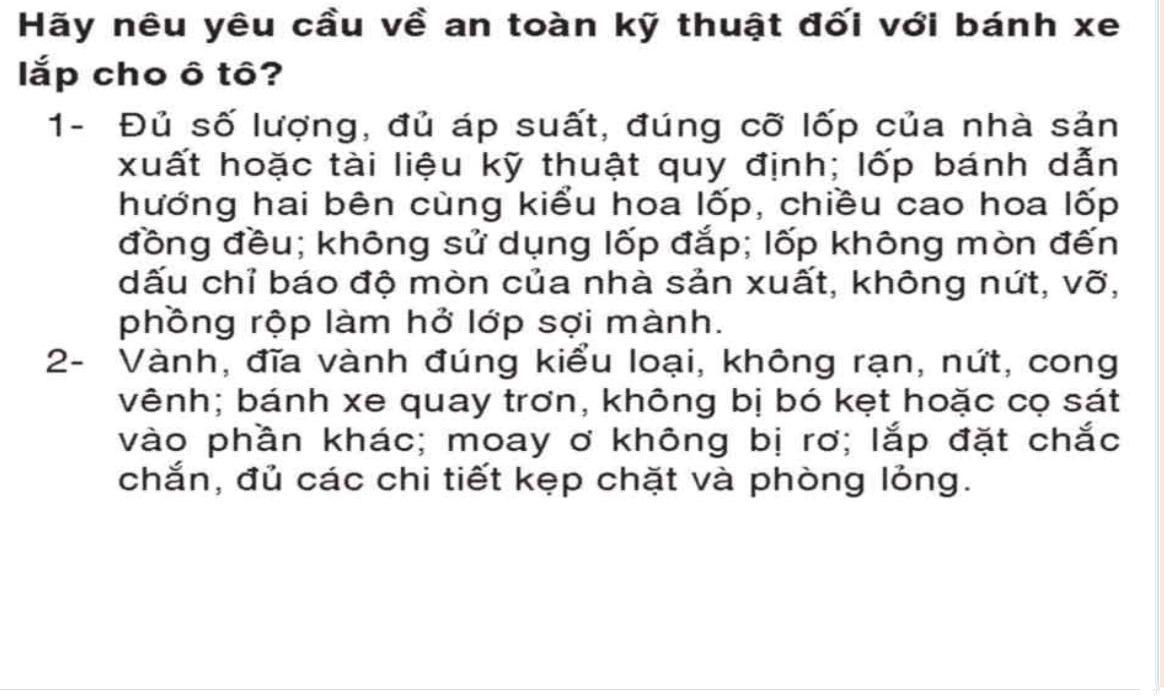 Hãy nêu yêu cầu về an toàn kỹ thuật đối với bánh xe
lắp cho ô tô?
1- Đủ số lượng, đủ áp suất, đúng cỡ lốp của nhà sản
xuất hoặc tài liệu kỹ thuật quy định; lốp bánh dẫn
hướng hai bên cùng kiểu hoa lốp, chiều cao hoa lốp
đồng đều; không sử dụng lốp đắp; lốp không mòn đến
dấu chỉ báo độ mòn của nhà sản xuất, không nứt, vỡ,
phồng rộp làm hở lớp sợi mành.
2- Vành, đĩa vành đúng kiểu loại, không rạn, nứt, cong
vênh; bánh xe quay trơn, không bị bó kẹt hoặc cọ sát
vào phần khác; moay ơ không bị rơ; lắp đặt chắc
chắn, đủ các chi tiết kẹp chặt và phòng lỏng.